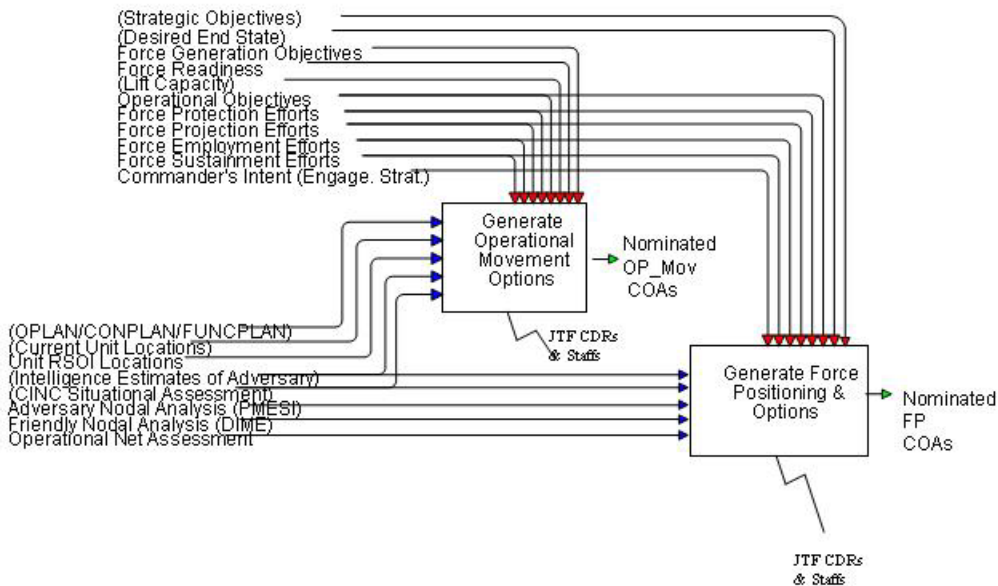 (Strategic Objectives)
(Desired End State)
Force Generation Objectives
Force Readiness
(Lift Capacity)
Operational Objectives
Force Protection Efforts
Force Projection Efforts
Force Employment Efforts
Force Sustainment Efforts
Commander's Intent (Engage. Strat.)
Generate
Operational
Movement
Options
Nominated
OP_Mov
COAs
JTF CDRs
& Staffs
(OPLAN/CONPLAN/FUNCPLAN)
(Current Unit Locations)
Unit RSOI Locations
(Intelligence Estimates of Adversary)
(CINC Situational Assessment)
Adversary Nodal Analysis (PMESI)
Friendly Nodal Analysis (DIME)
Operational Net Assessment
Generate Force
Positioning &
Options
Nominated
FP
COAs
JTF CDRs
& Staffs